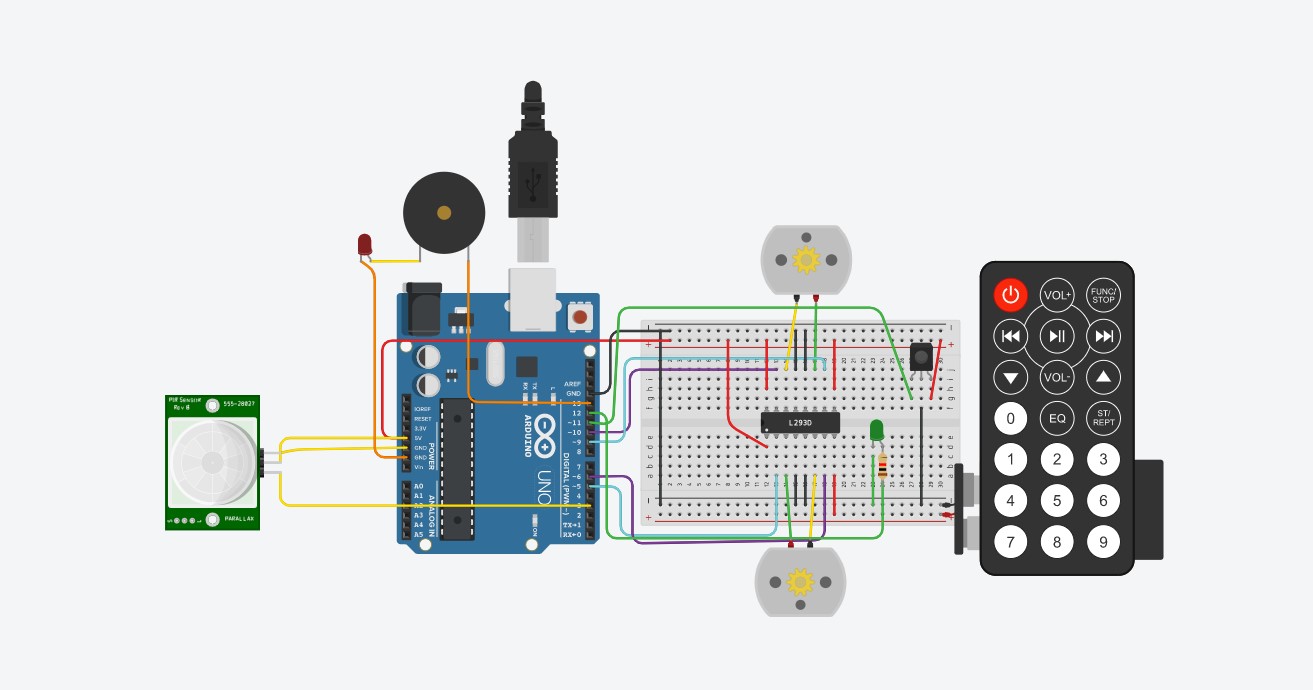 PIR Sensor
Rev B
555-28027
PARALLAX
IOREF
RESET
3.3V
5V
GND
GND
Vin
POWER
A0
A1
A2
A3
A4
A5
ANALOG IN
AREF
GND
13
12
~11
~10
~9
8
7
~6
~5
4
3
2
TX→1
RX←0
DIGITAL (PWM~)
RX
TX
L
ON
ARDUINO
UNO
L293D
VOL+
FUNC/
STOP
VOL-
0
EQ
ST/
REPT
1
2
3
4
5
6
7
8
9